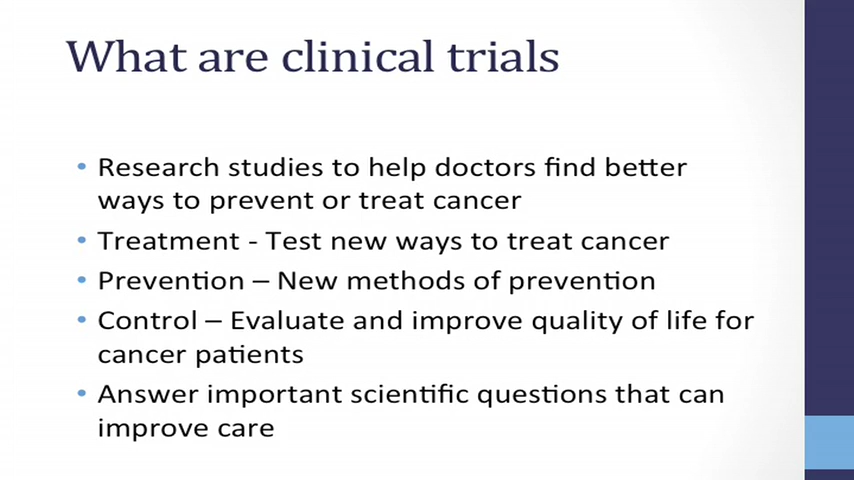 What are clinical trials
• Research studies to help doctors find better
ways to prevent or treat cancer
• Treatment - Test new ways to treat cancer
• Prevention – New methods of prevention
• Control – Evaluate and improve quality of life for
cancer patients
• Answer important scientific questions that can
improve care